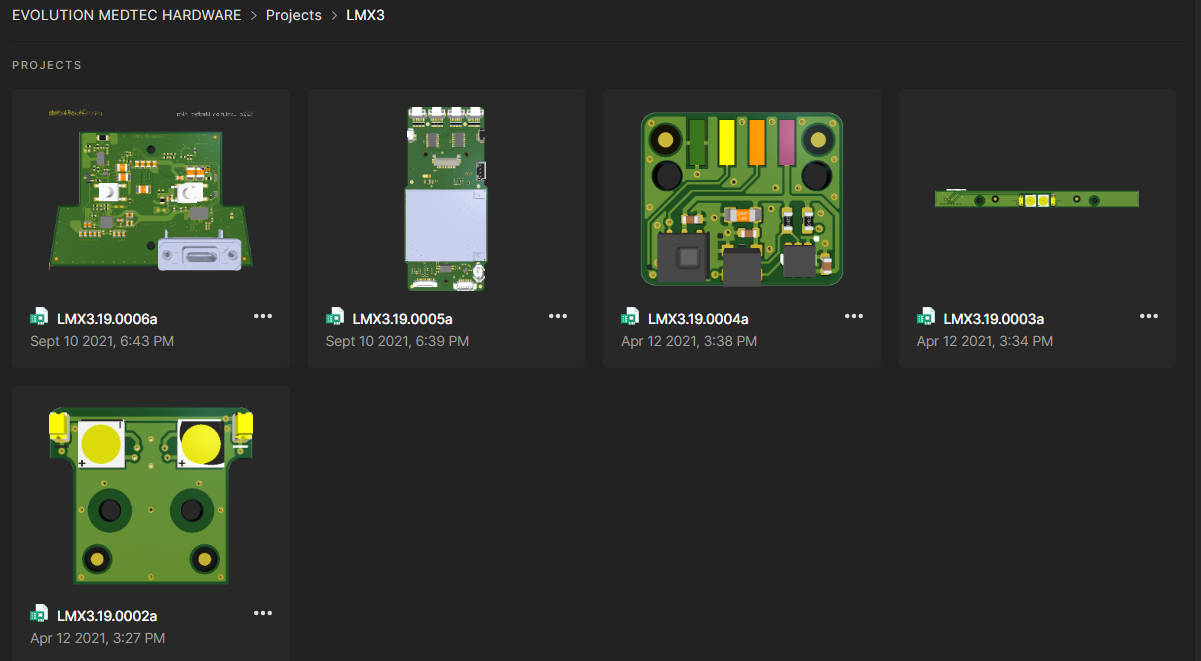 EVOLUTION MEDTEC HARDWARE > Projects > LMX3
PROJECTS
LMX3.19.0006a
Sept 10 2021, 6:43 PM
LMX3.19.0005a
Sept 10 2021, 6:39 PM
LMX3.19.0004a
Apr 12 2021, 3:38 PM
LMX3.19.0003a
Apr 12 2021, 3:34 PM
LMX3.19.0002a
Apr 12 2021, 3:27 PM